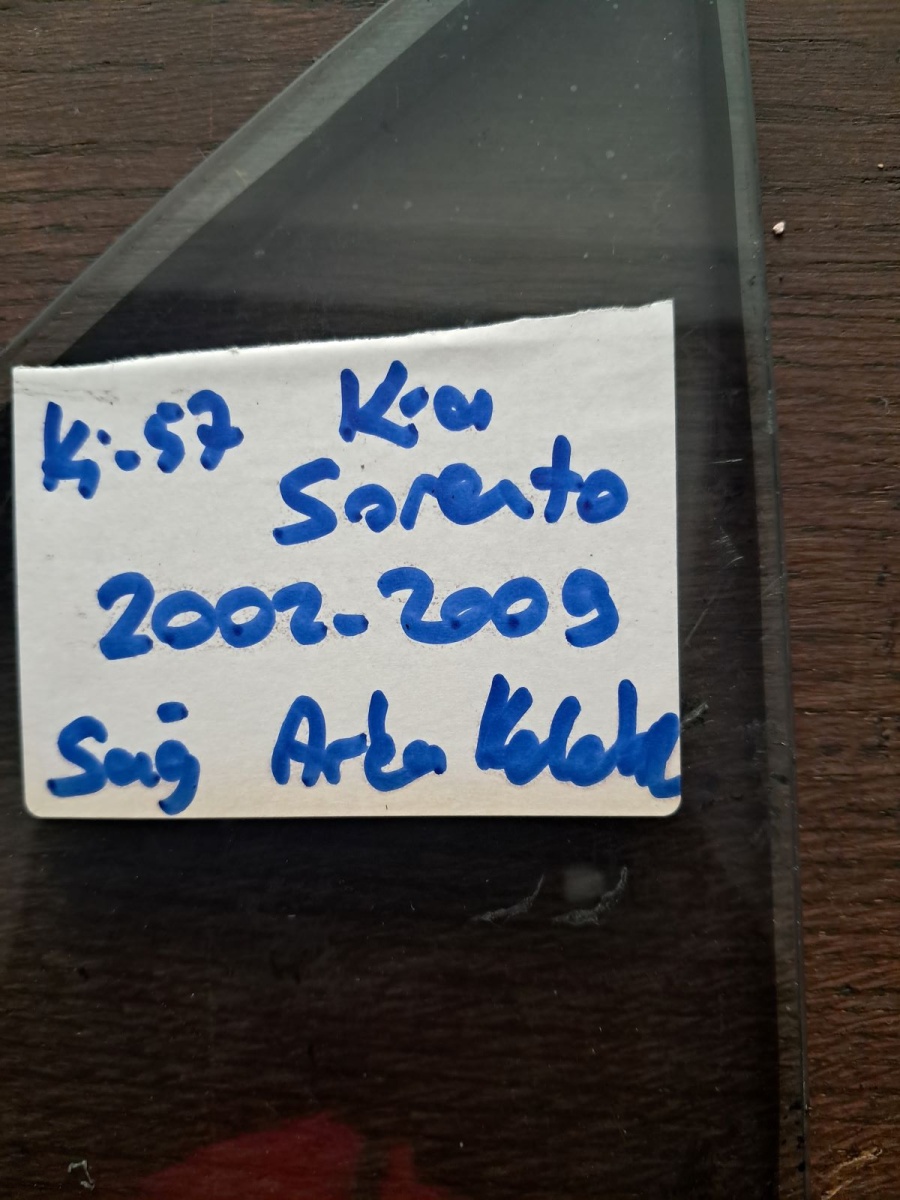 Ki-57 Kia
Sorento
2002-2009
Sağ Arka Kelebek